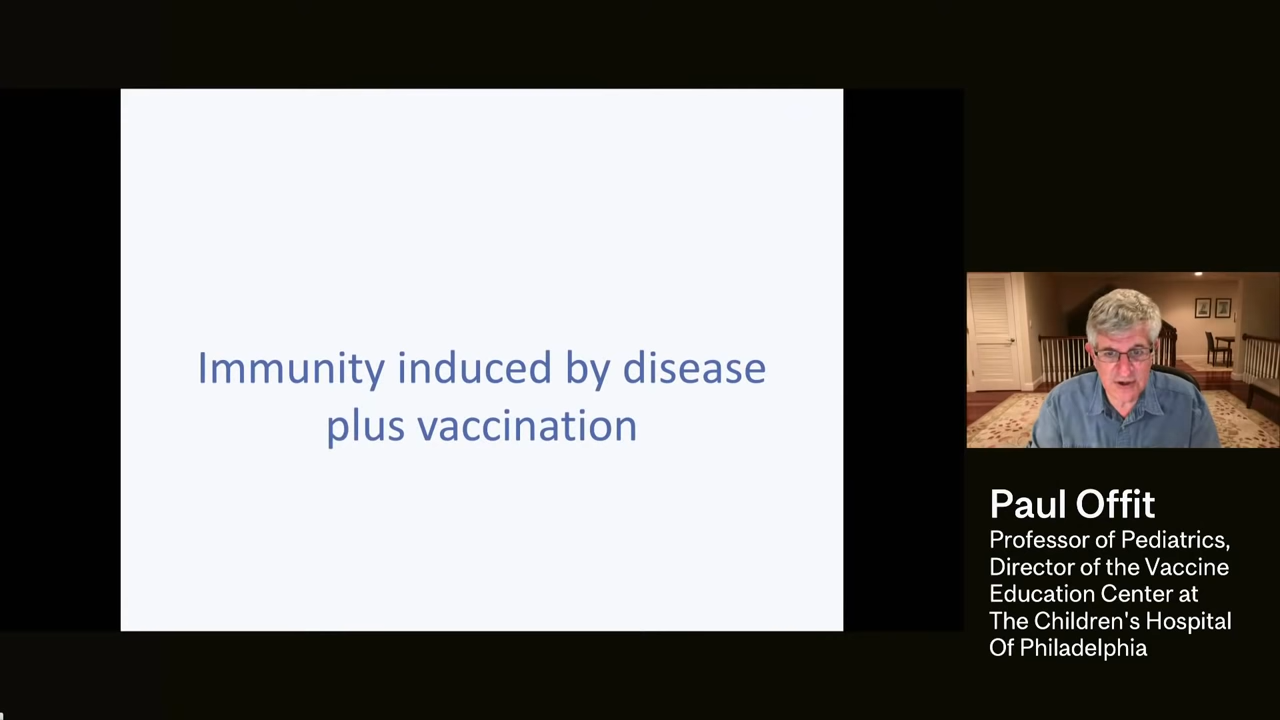 Immunity induced by disease
plus vaccination
Paul Offit
Professor of Pediatrics,
Director of the Vaccine
Education Center at
The Children's Hospital
Of Philadelphia